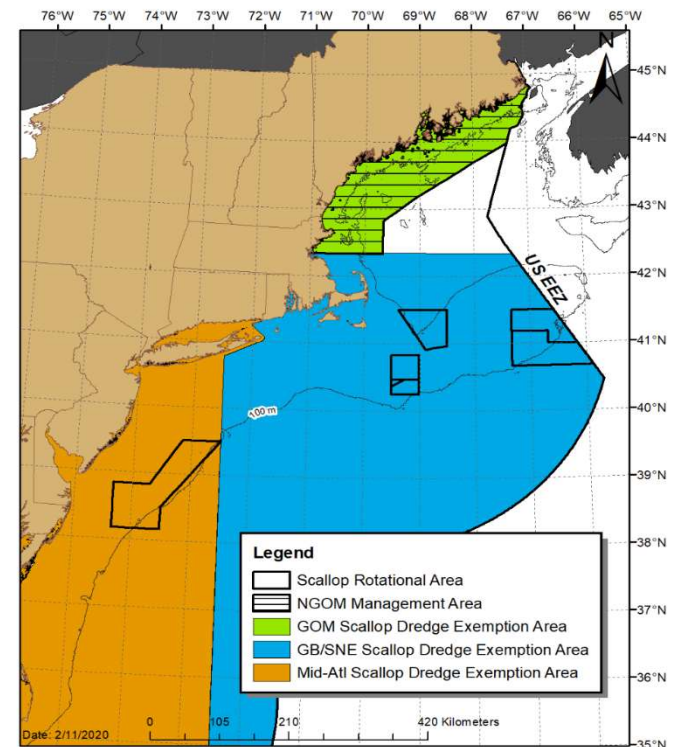 76°W 75°W 74°W 73°W 72°W 71°W 70°W 69°W 68°W 67°W 66°W 65°W
N
45°N
44°N
43°N
42°N
US EEZ
41°N
40°N
100 m
39°N
38°N
37°N
36°N
35°N
Legend
Scallop Rotational Area
NGOM Management Area
GOM Scallop Dredge Exemption Area
GB/SNE Scallop Dredge Exemption Area
Mid-Atl Scallop Dredge Exemption Area
0 105 210 420 Kilometers
Date: 2/11/2020